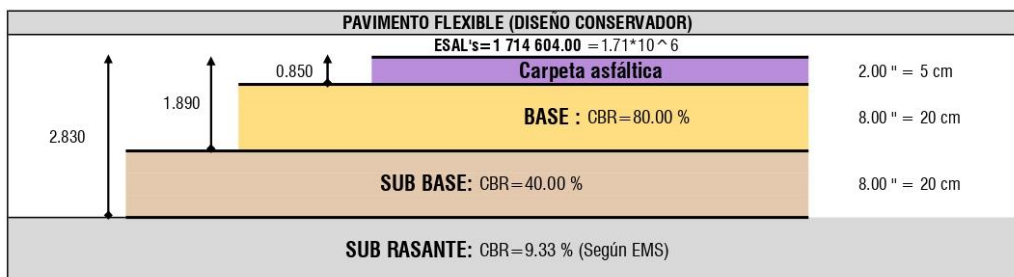 PAVIMENTO FLEXIBLE (DISEÑO CONSERVADOR)
ESAL's=1 714 604.00 =1.71*10^6
0.850
Carpeta asfáltica
2.00 " = 5 cm
1.890
BASE : CBR=80.00 %
8.00 " = 20 cm
2.830
SUB BASE: CBR=40.00 %
8.00 " = 20 cm
SUB RASANTE: CBR=9.33 % (Según EMS)